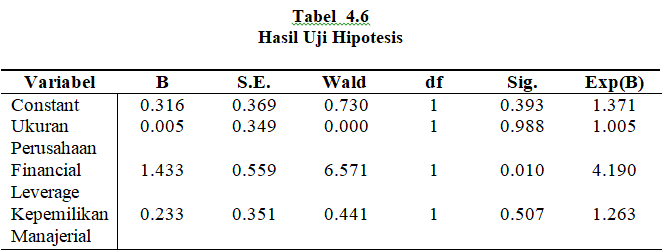 Tabel 4.6
Hasil Uji Hipotesis
Variabel B S.E. Wald df Sig. Exp(B)
Constant 0.316 0.369 0.730 1 0.393 1.371
Ukuran 0.005 0.349 0.000 1 0.988 1.005
Perusahaan
Financial 1.433 0.559 6.571 1 0.010 4.190
Leverage
Kepemilikan 0.233 0.351 0.441 1 0.507 1.263
Manajerial